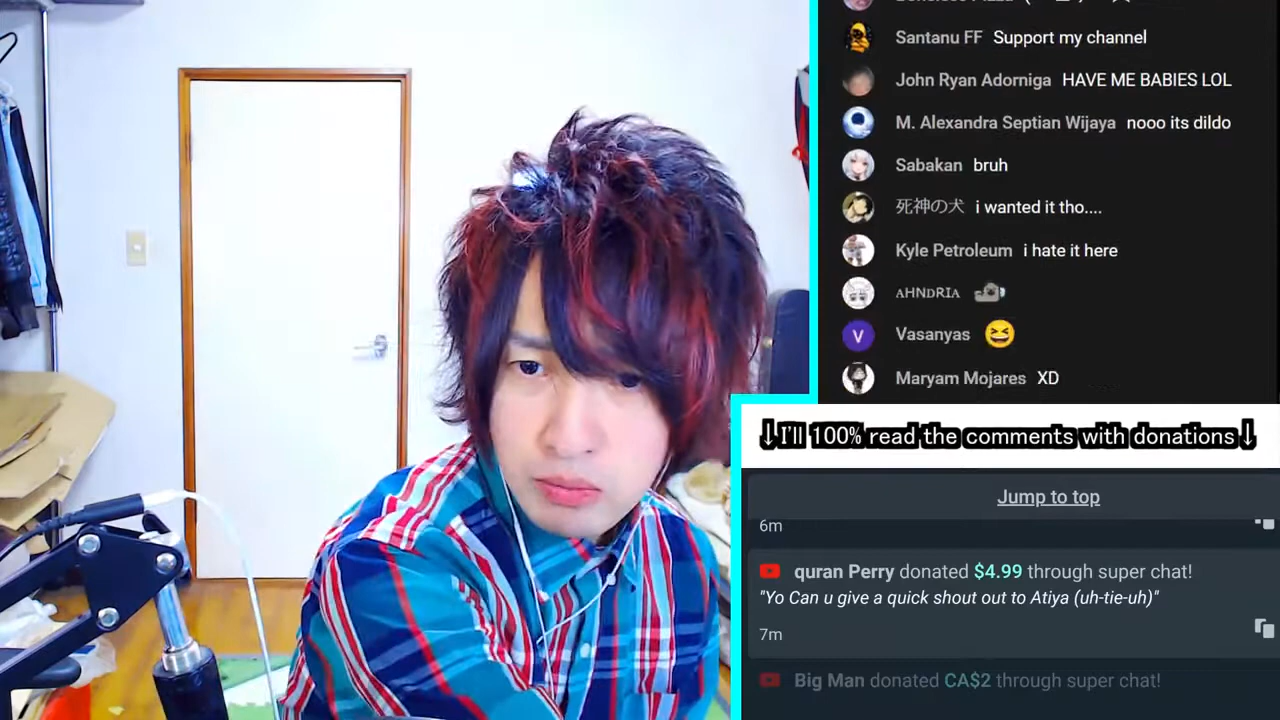 Santanu FF Support my channel
John Ryan Adorniga HAVE ME BABIES LOL
M. Alexandra Septian Wijaya nooo its dildo
Sabakan bruh
死神の犬 i wanted it tho....
Kyle Petroleum i hate it here
ᴀHNDRIA
V Vasanyas
Maryam Mojares XD
↓I'll 100% read the comments with donations↓
Jump to top
6m
quran Perry donated $4.99 through super chat!
"Yo Can u give a quick shout out to Atiya (uh-tie-uh)"
7m
Big Man donated CA$2 through super chat!